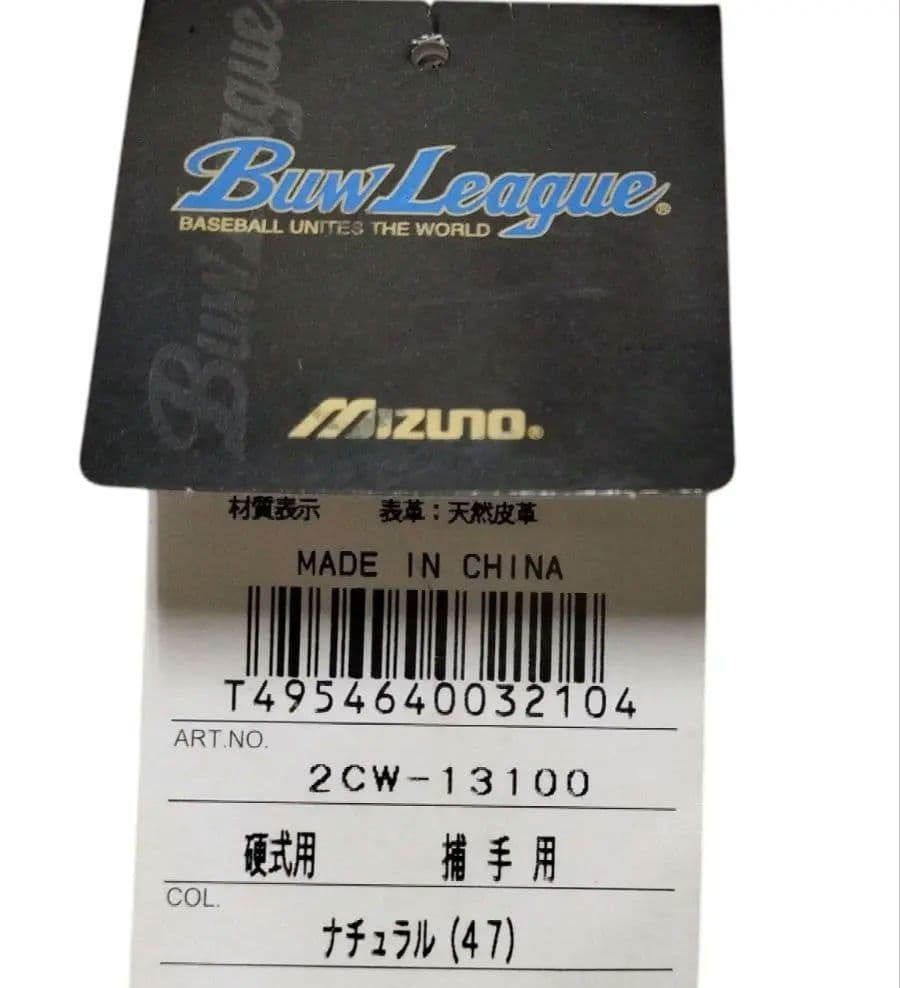 Buw League®
BASEBALL UNITES THE WORLD
Buw League
MIZUNO®
材質表示 表革:天然皮革
MADE IN CHINA
T4954640032104
ART.NO.
2CW-13100
硬式用 捕手用
COL.
ナチュラル(47)